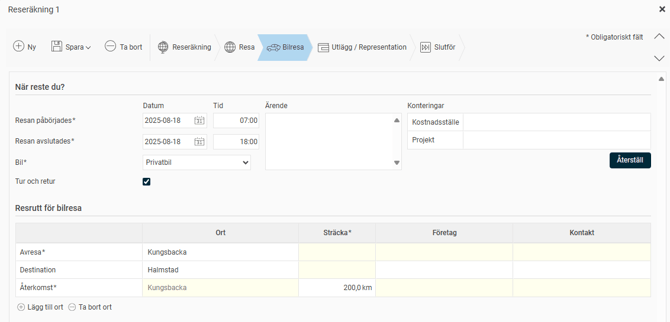 Reseräkning 1
Ny Spara Ta bort Reseräkning Resa Bilresa Utlägg / Representation Slutför * Obligatoriskt fält
När reste du?
Datum Tid Ärende Konteringar
Resan påbörjades* 2025-08-18 07:00 Kostnadsställe
Resan avslutades* 2025-08-18 18:00 Projekt
Bil* Privatbil Återställ
Tur och retur
Resrutt för bilresa
Ort Sträcka* Företag Kontakt
Avresa* Kungsbacka
Destination Halmstad
Återkomst* Kungsbacka 200,0 km
Lägg till ort Ta bort ort